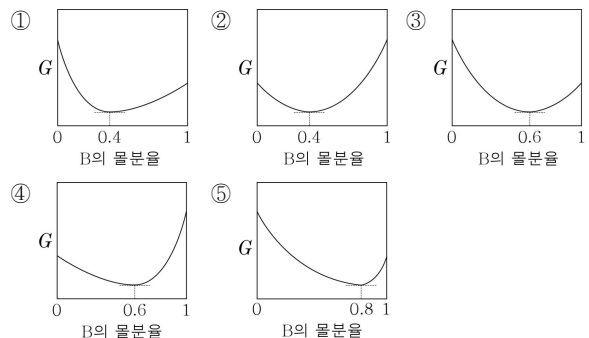 ① ② ③
G G G
0 0.4 1 0 0.4 1 0 0.6 1
B의 몰분율 B의 몰분율 B의 몰분율
④ ⑤
G G
0 0.6 1 0 0.8 1
B의 몰분율 B의 몰분율